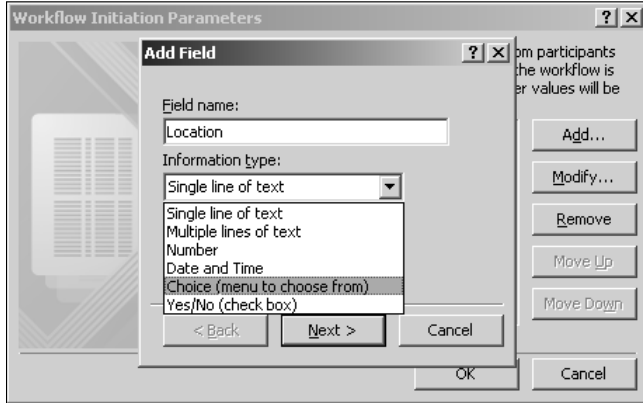 Workflow Initiation Parameters
Add Field
om participants
the workflow is
er values will be
Field name:
Location
Information type:
Single line of text
Single line of text
Multiple lines of text
Number
Date and Time
Choice (menu to choose from)
Yes/No (check box)
< Back
Next >
Cancel
Add...
Modify...
Remove
Move Up
Move Down
OK
Cancel